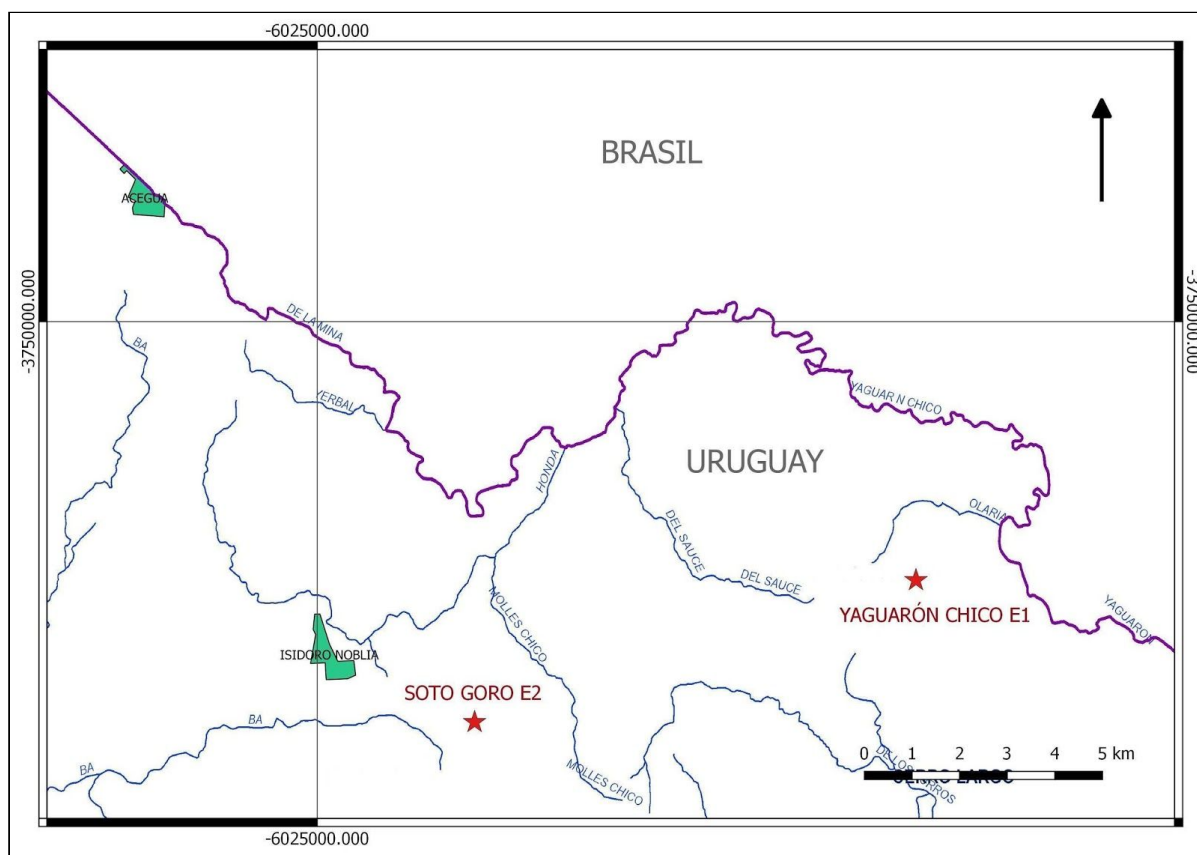 -6025000.000
BRASIL
ACEGUA
-3750000.000
-3750000.000
DE LA MINA
BA
YERBAL
YAGUAR N CHICO
HONDA
URUGUAY
OLARIA
DEL SAUCE
DEL SAUCE
MOLLES CHICO
YAGUARON
YAGUARÓN CHICO E1
ISIDORO NOBLIA
SOTO GORO E2
BA
BA
MOLLES CHICO
0 1 2 3 4 5 km
-6025000.000